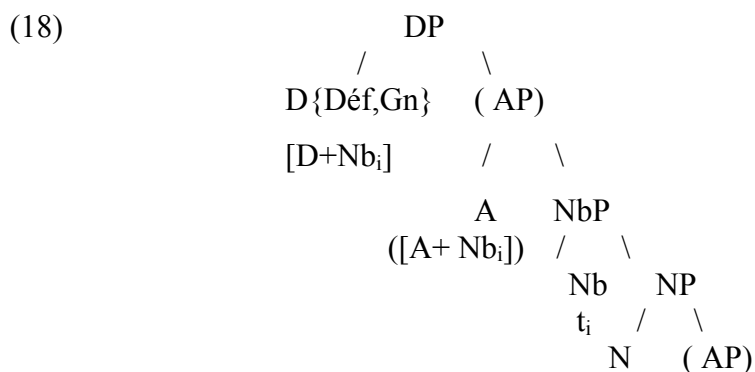 (18) DP
/ \
D{Déf,Gn} ( AP)
[D+Nbi] / \
A NbP
([A+ Nbi]) / \
Nb NP
ti / \
N ( AP)